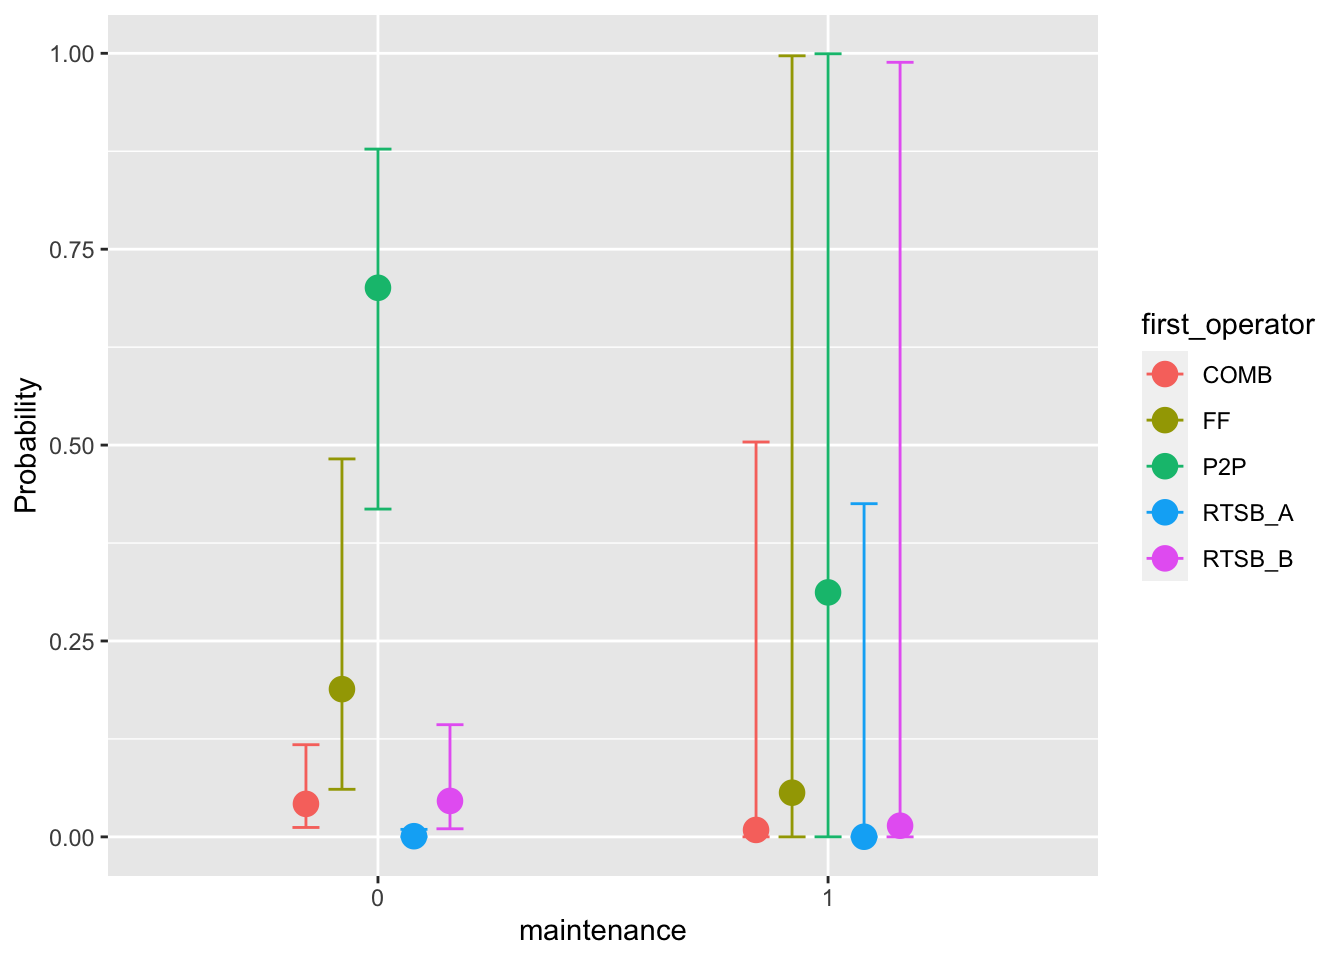 1.00
0.75
0.50
0.25
0.00
Probability
0
1
maintenance
first_operator
COMB
FF
P2P
RTSB_A
RTSB_B